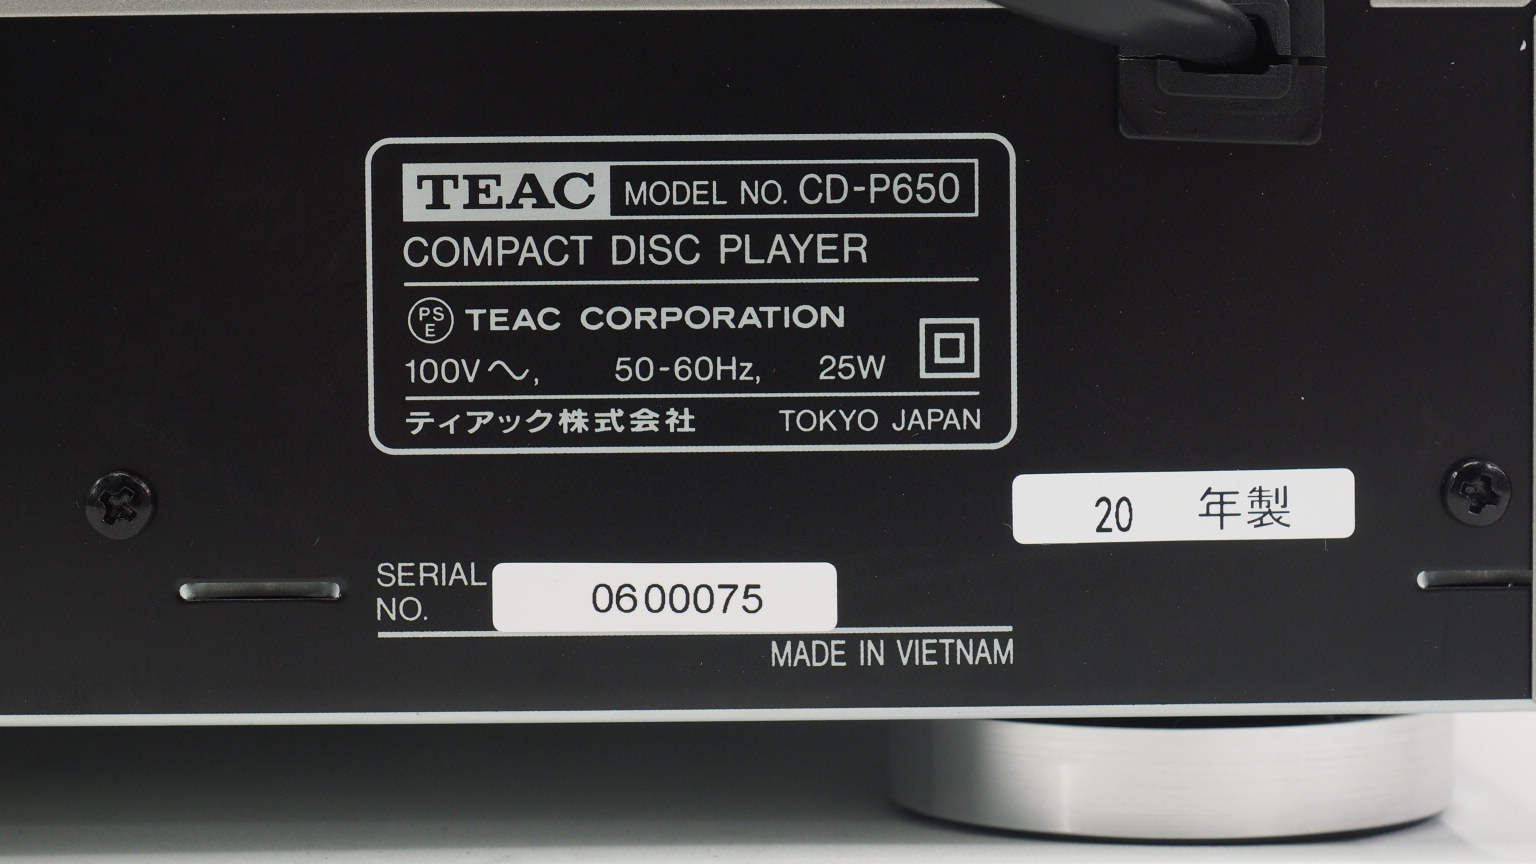 TEAC MODEL NO. CD-P650
COMPACT DISC PLAYER
PSE TEAC CORPORATION
100V～, 50-60Hz, 25W
ティアック株式会社 TOKYO JAPAN
20 年製
SERIAL NO. 0600075
MADE IN VIETNAM